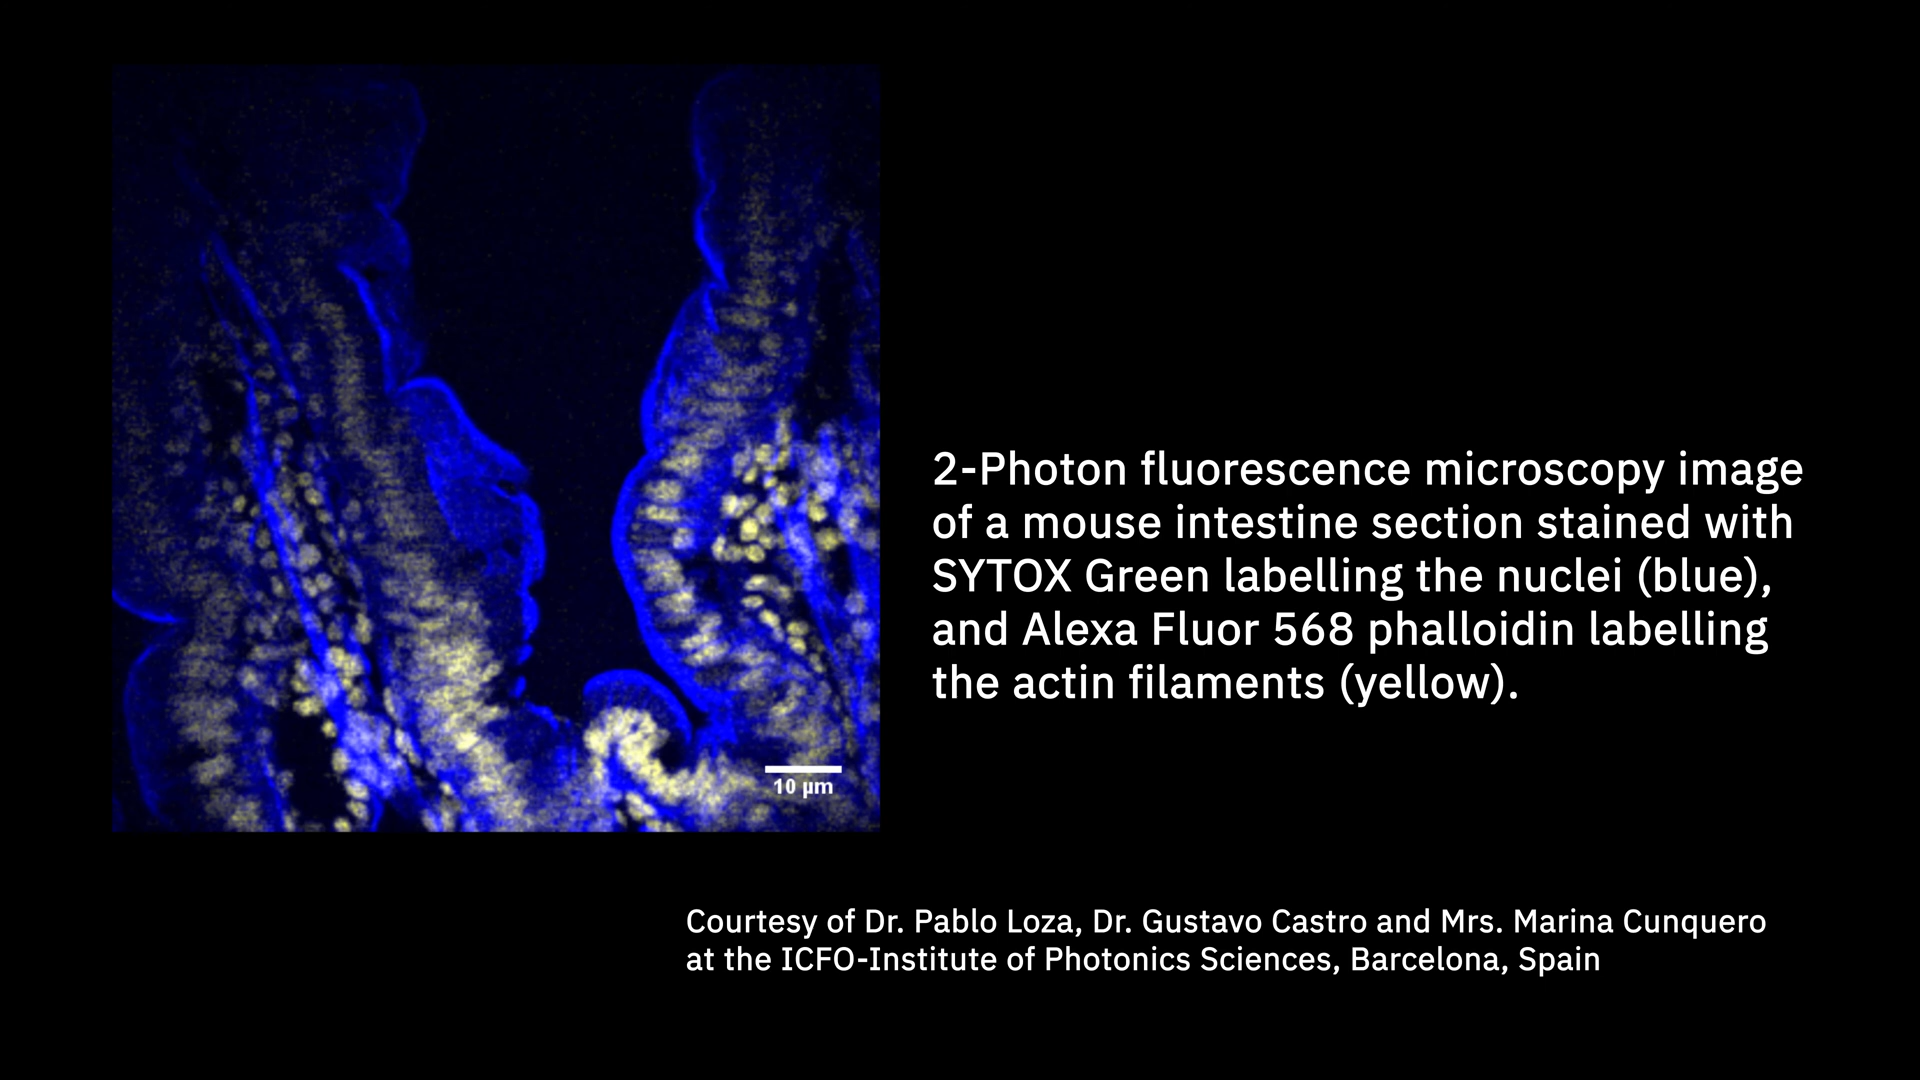 2-Photon fluorescence microscopy image
of a mouse intestine section stained with
SYTOX Green labelling the nuclei (blue),
and Alexa Fluor 568 phalloidin labelling
the actin filaments (yellow).
10 µm
Courtesy of Dr. Pablo Loza, Dr. Gustavo Castro and Mrs. Marina Cunquero
at the ICFO-Institute of Photonics Sciences, Barcelona, Spain